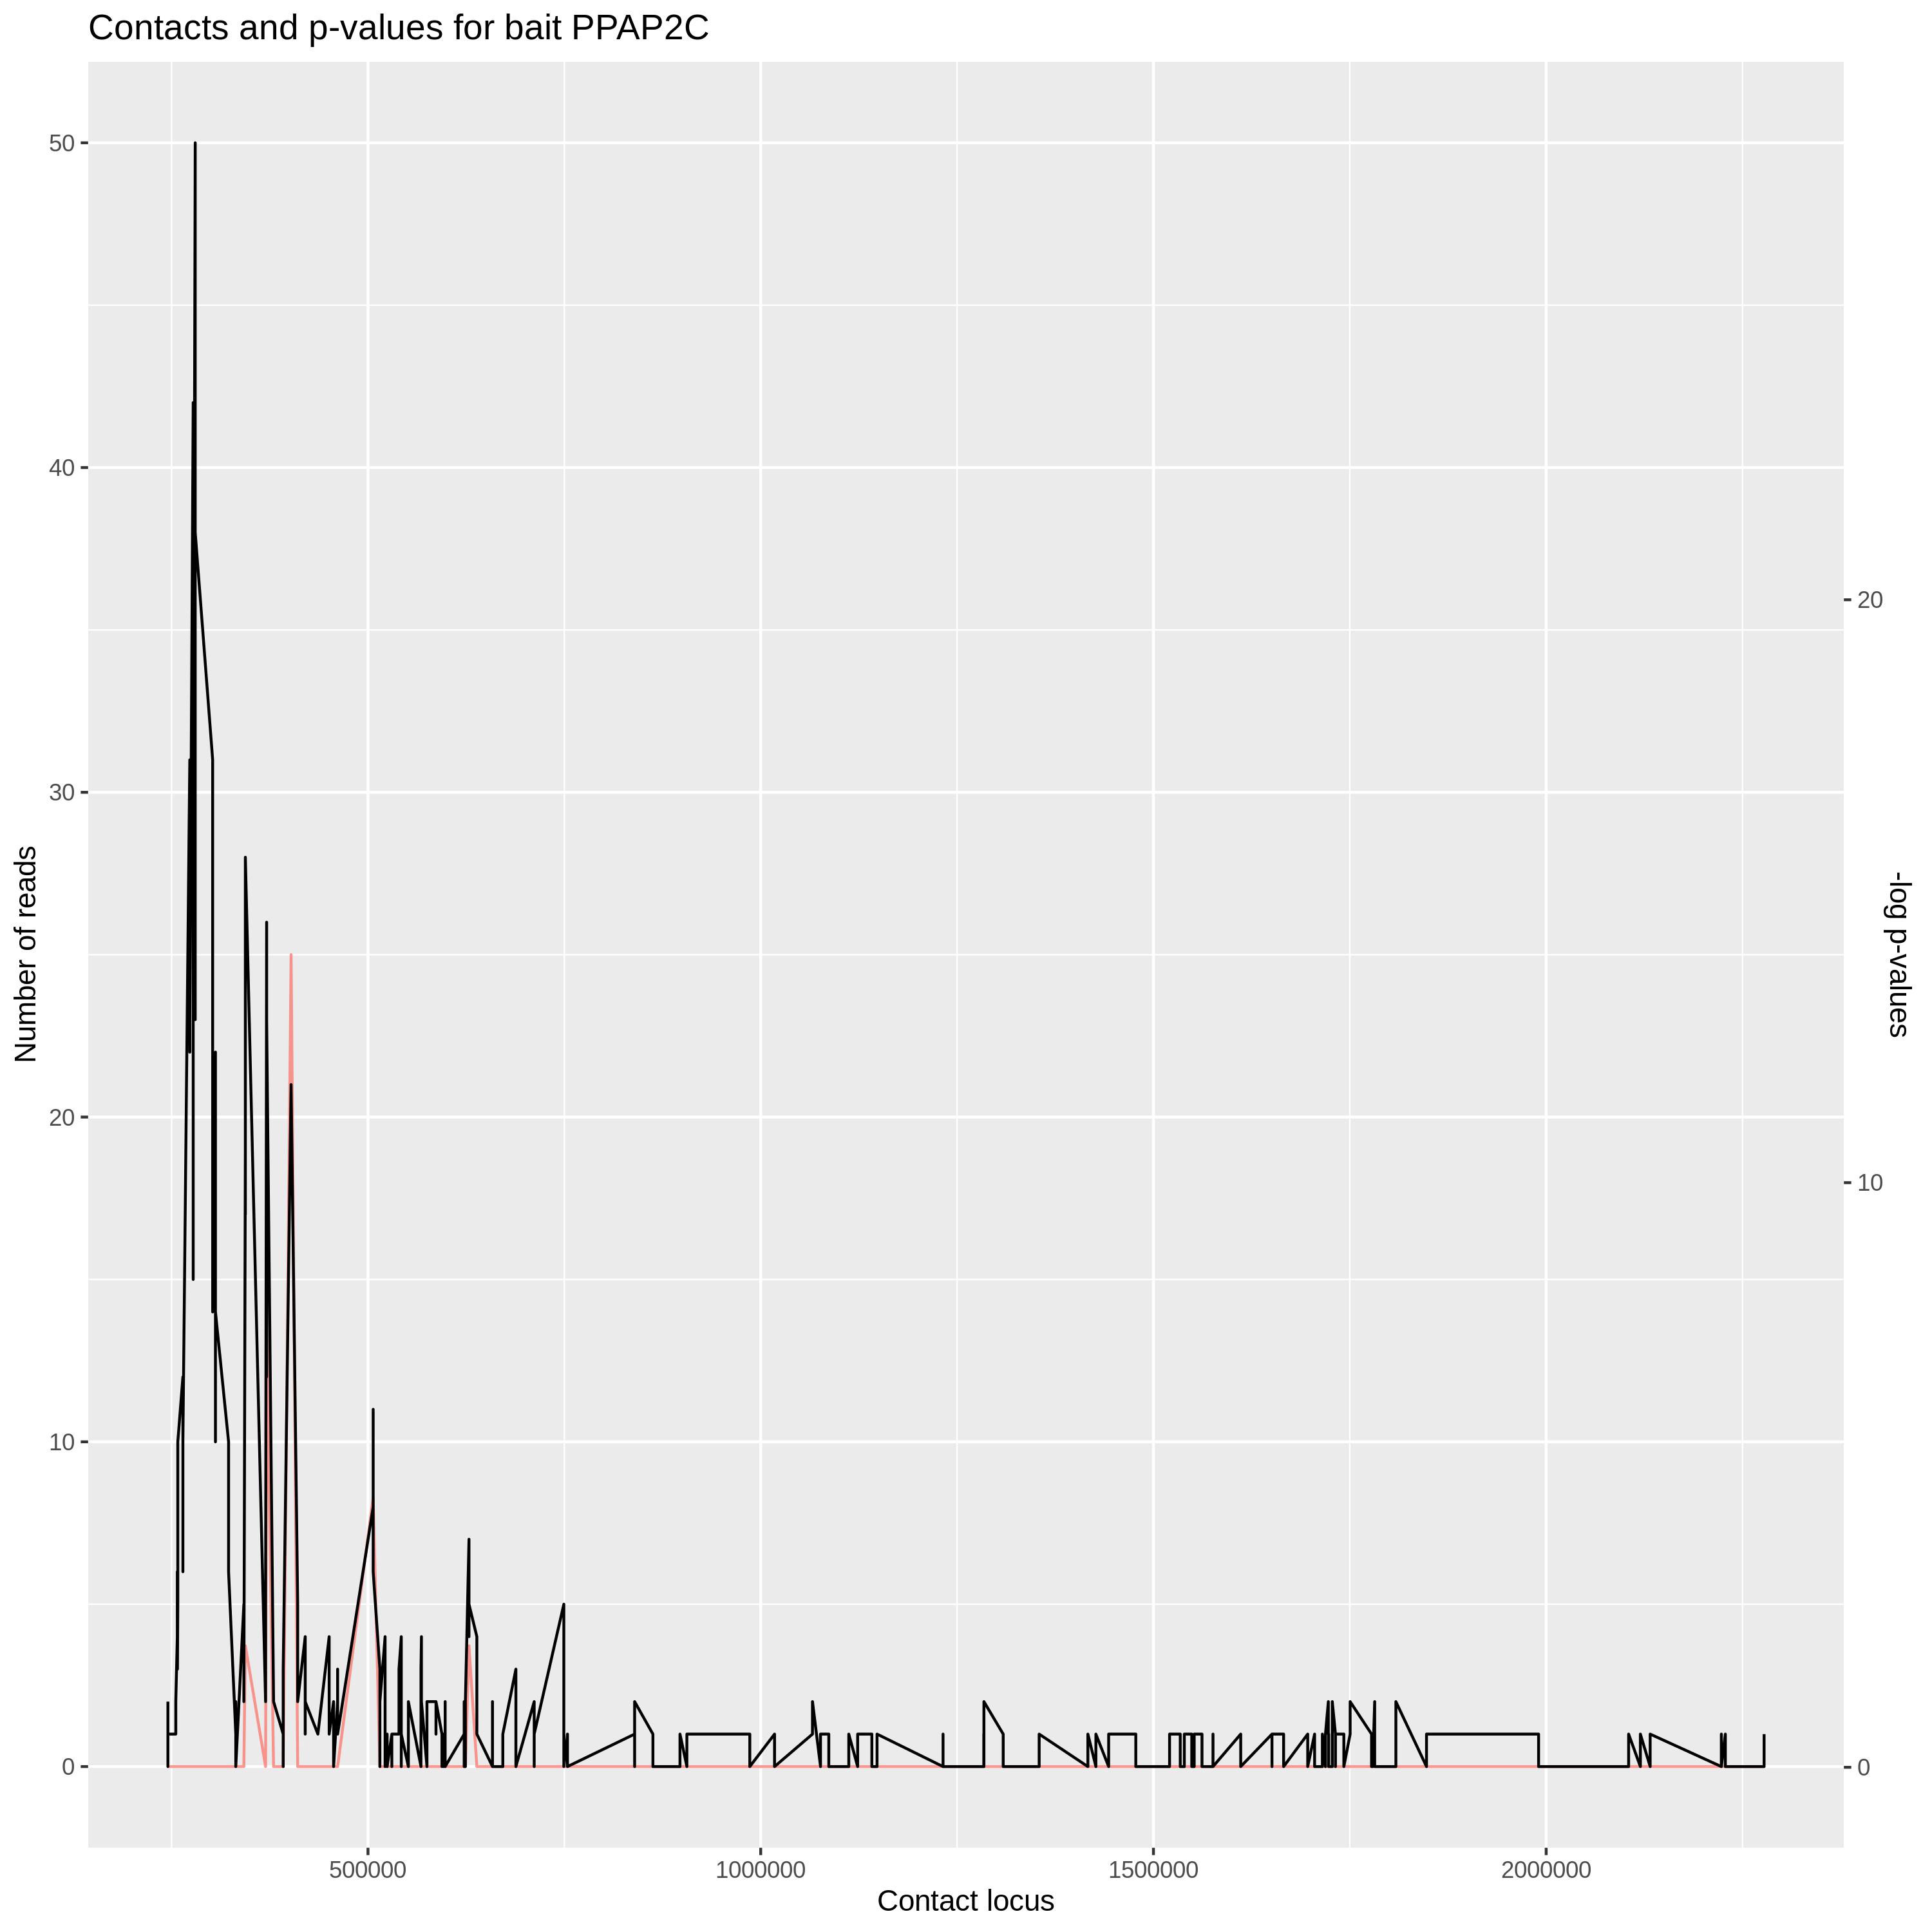 Contacts and p-values for bait PPAP2C
50
40
30
20
10
0
Number of reads
20
10
0
-log p-values
500000 1000000 1500000 2000000
Contact locus